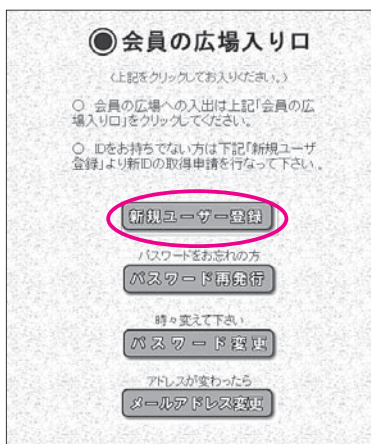 ◉会員の広場入り口
(上記をクリックしてお入りください。)
○ 会員の広場への入出は上記「会員の広
場入り口」をクリックしてください。
○ IDをお持ちでない方は下記「新規ユーザ
登録」より新IDの取得申請を行なって下さい。
新規ユーザー登録
パスワードをお忘れの方
パスワード再発行
時々変えて下さい
パスワード変更
アドレスが変わったら
メールアドレス変更